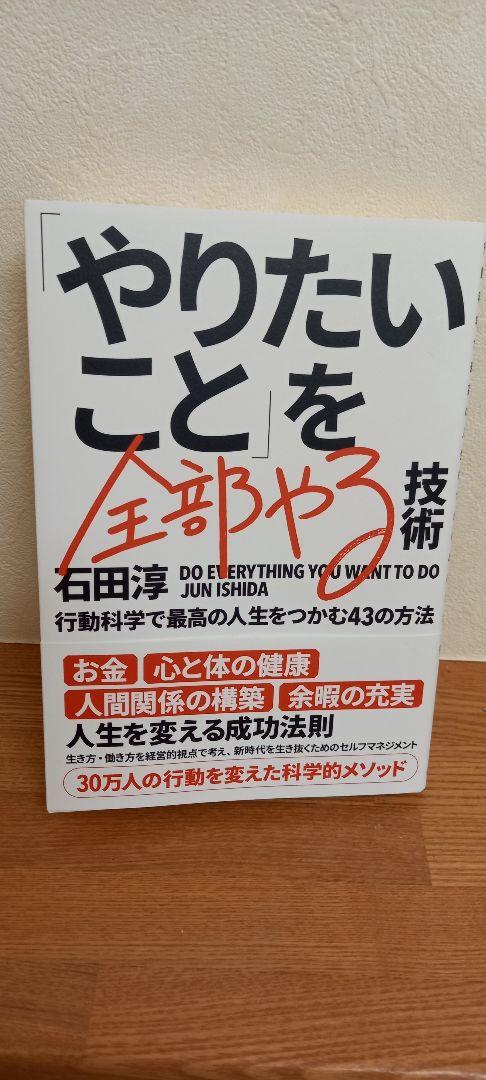 「やりたい
こと」を
全部やる
技術
石田淳
DO EVERYTHING YOU WANT TO DO
JUN ISHIDA
行動科学で最高の人生をつかむ43の方法
お金 心と体の健康
人間関係の構築 余暇の充実
人生を変える成功法則
生き方・働き方を経営的視点で考え、新時代を生き抜くためのセルフマネジメント
30万人の行動を変えた科学的メソッド